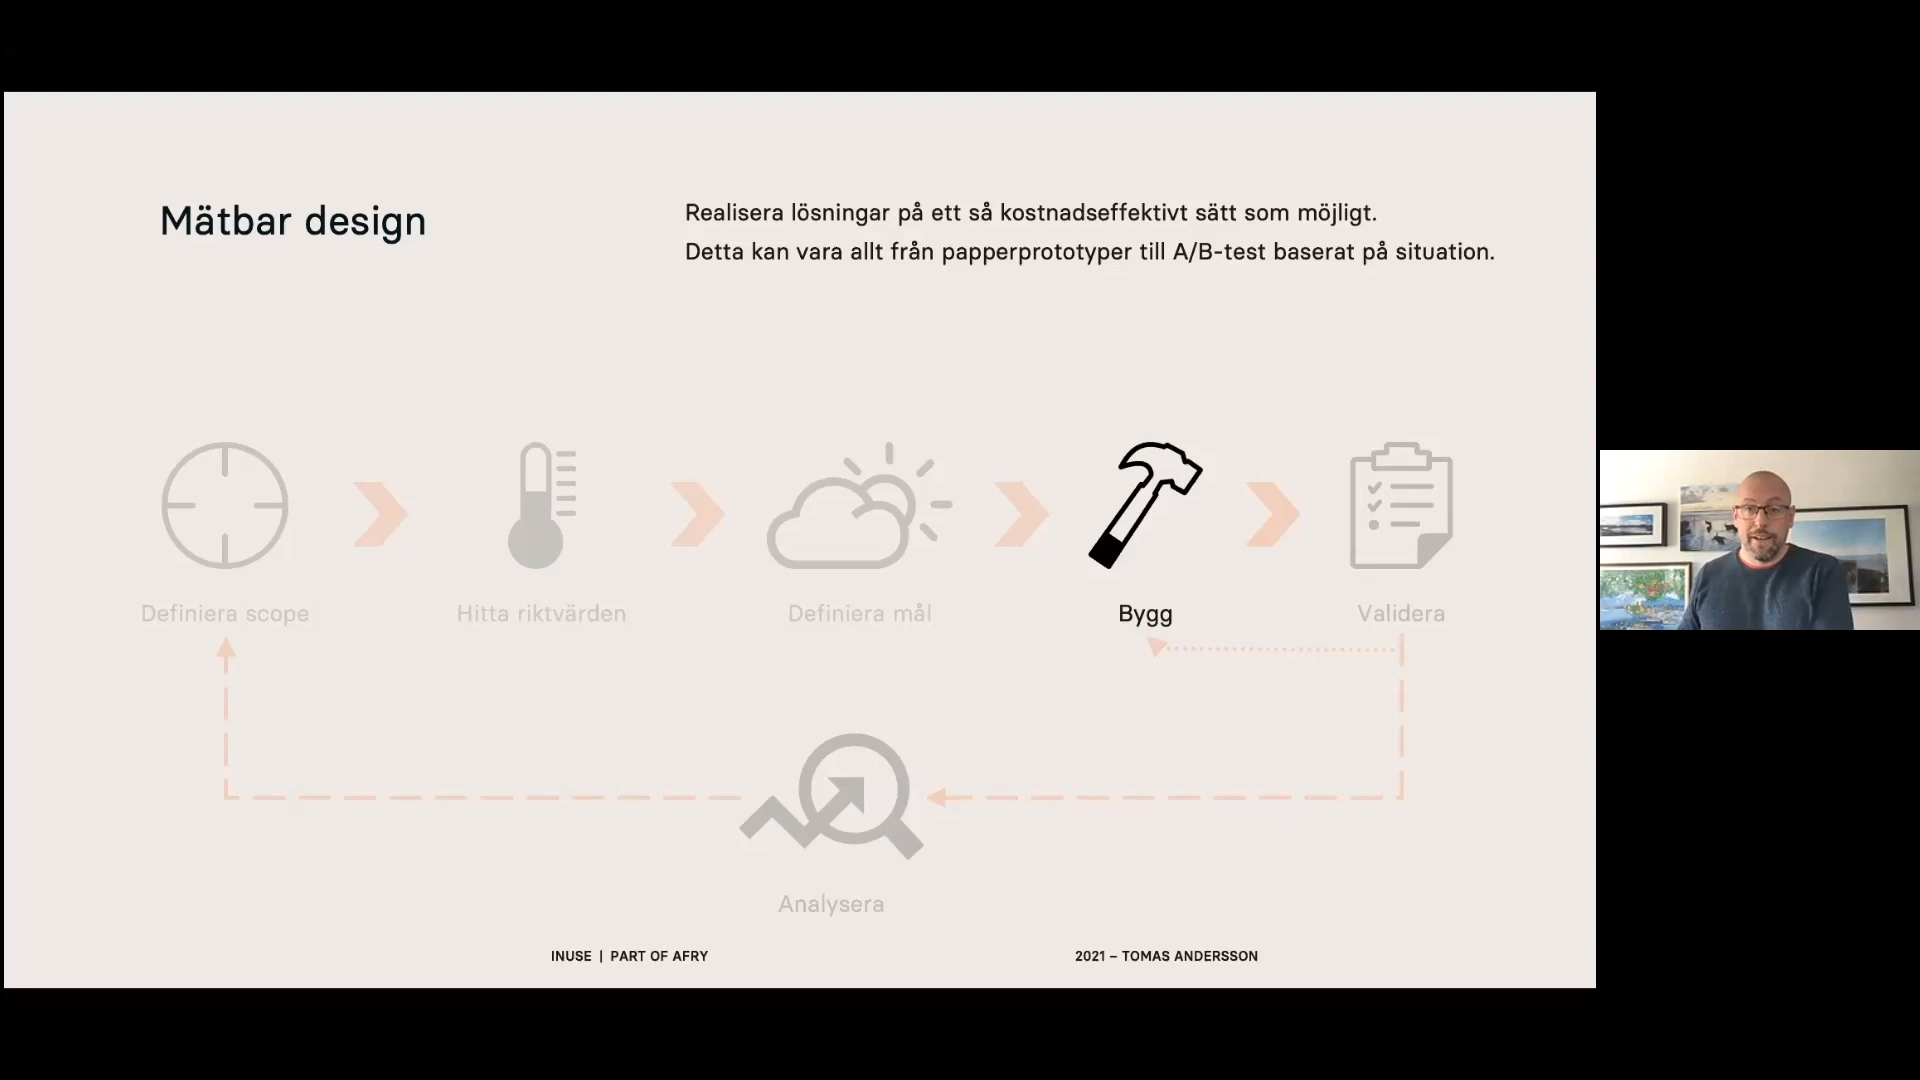 Mätbar design
Realisera lösningar på ett så kostnadseffektivt sätt som möjligt.
Detta kan vara allt från papperprototyper till A/B-test baserat på situation.
Definiera scope
Hitta riktvärden
Definiera mål
Bygg
Validera
Analysera
INUSE | PART OF AFRY
2021 – TOMAS ANDERSSON